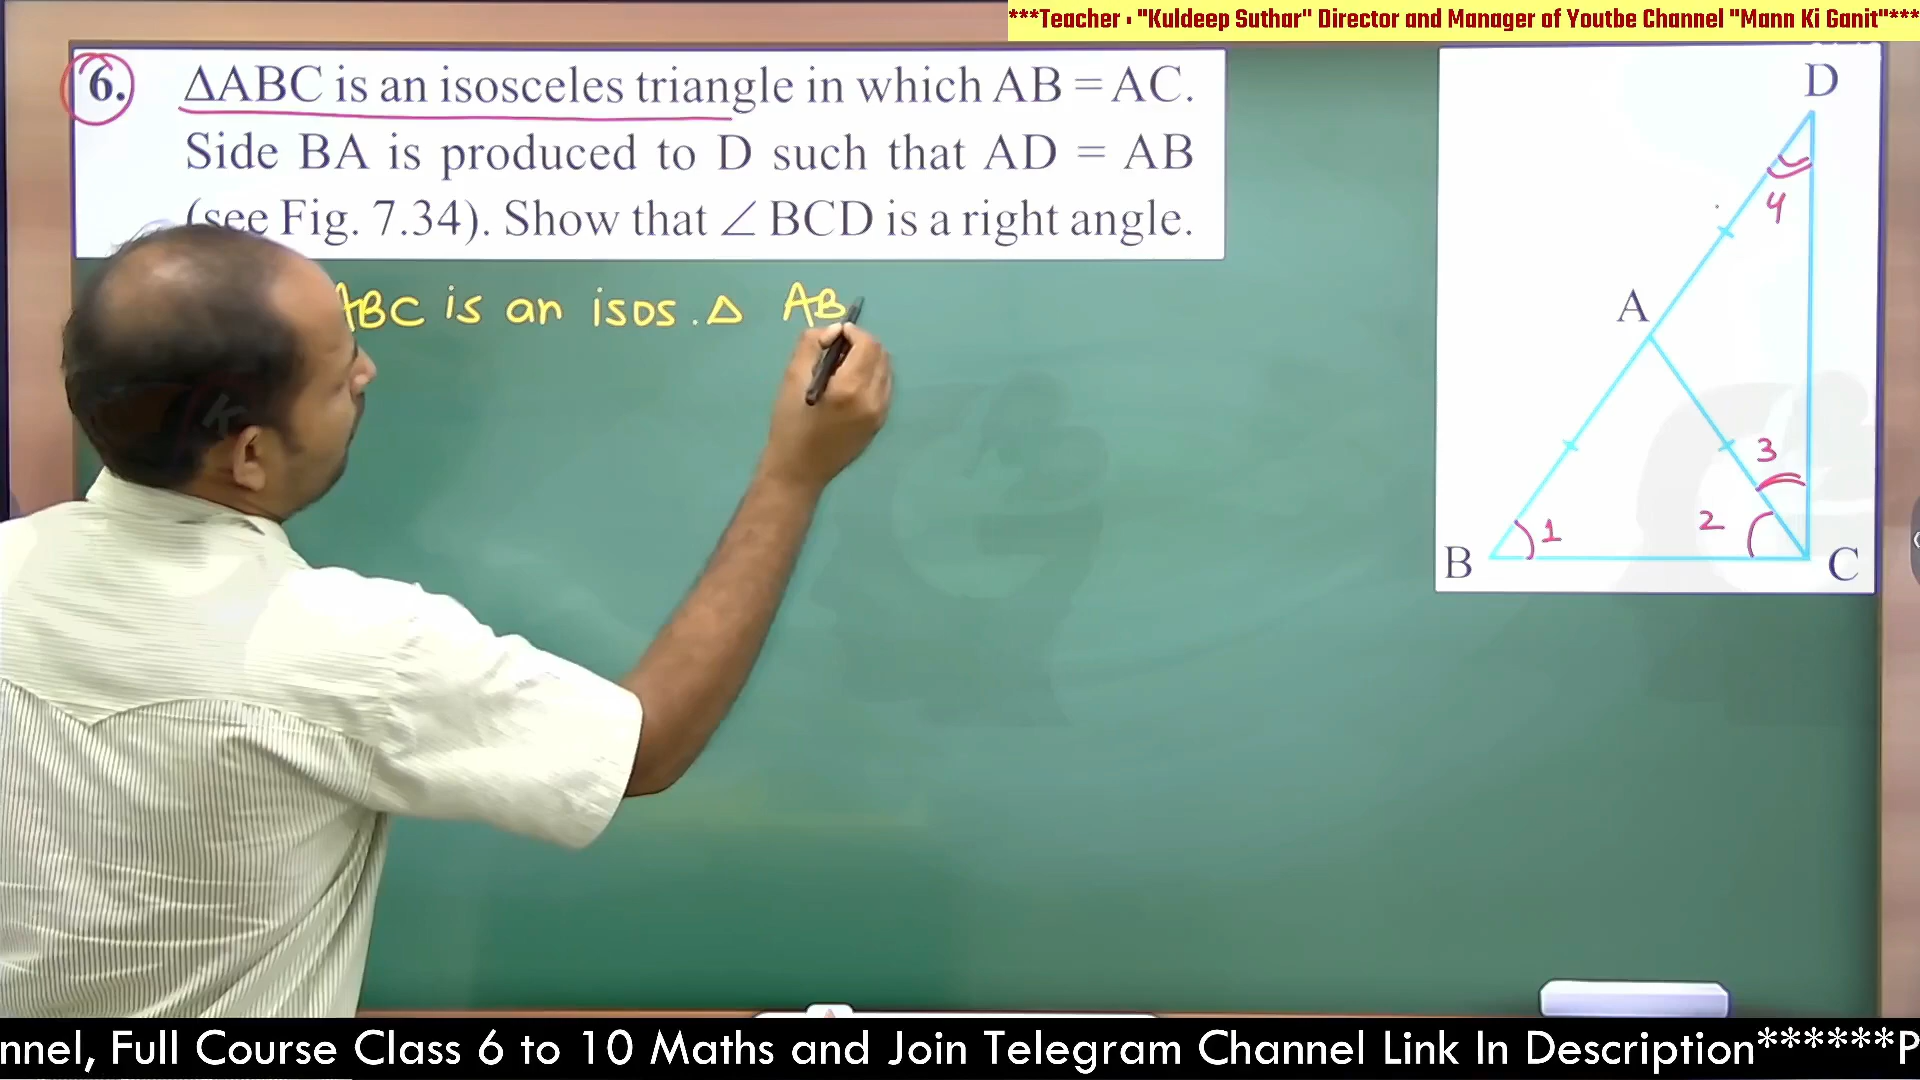 ***Teacher : "Kuldeep Suthar" Director and Manager of Youtbe Channel "Mann Ki Ganit"***
6. ΔABC is an isosceles triangle in which AB = AC.
Side BA is produced to D such that AD = AB
(see Fig. 7.34). Show that ∠ BCD is a right angle.
ABC is an isos. Δ AB
D
4
A
3
2
1
B
C
nnel, Full Course Class 6 to 10 Maths and Join Telegram Channel Link In Description******P